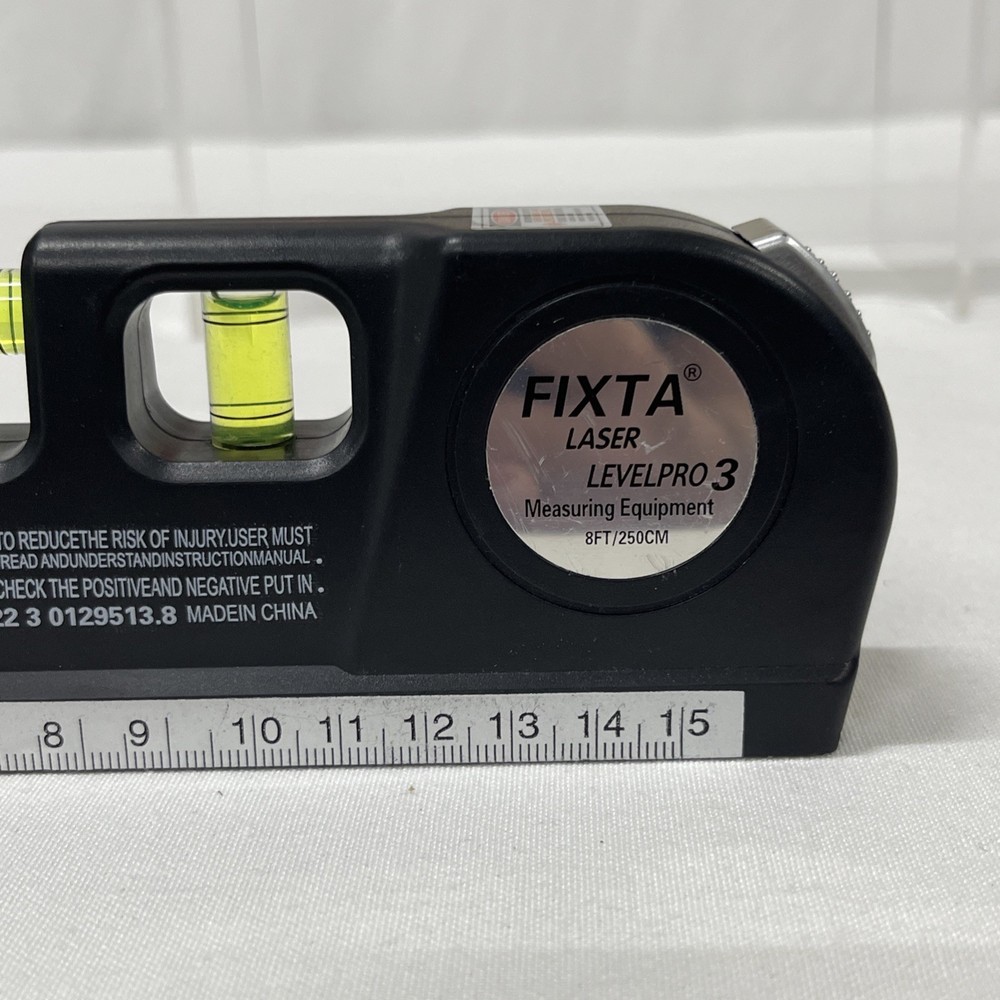 FIXTA®
LASER
LEVELPRO 3
Measuring Equipment
8FT/250CM
TO REDUCETHE RISK OF INJURY.USER MUST
READ ANDUNDERSTANDINSTRUCTIONMANUAL .
CHECK THE POSITIVEAND NEGATIVE PUT IN .
22 3 0129513.8 MADEIN CHINA
8 9 10 11 12 13 14 15